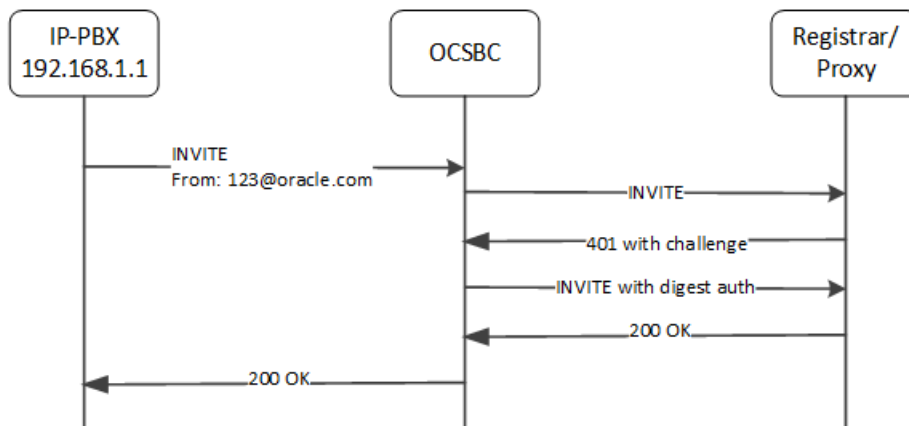 IP-PBX
192.168.1.1
OCSBC
Registrar/
Proxy
INVITE
From: 123@oracle.com
INVITE
401 with challenge
INVITE with digest auth
200 OK
200 OK